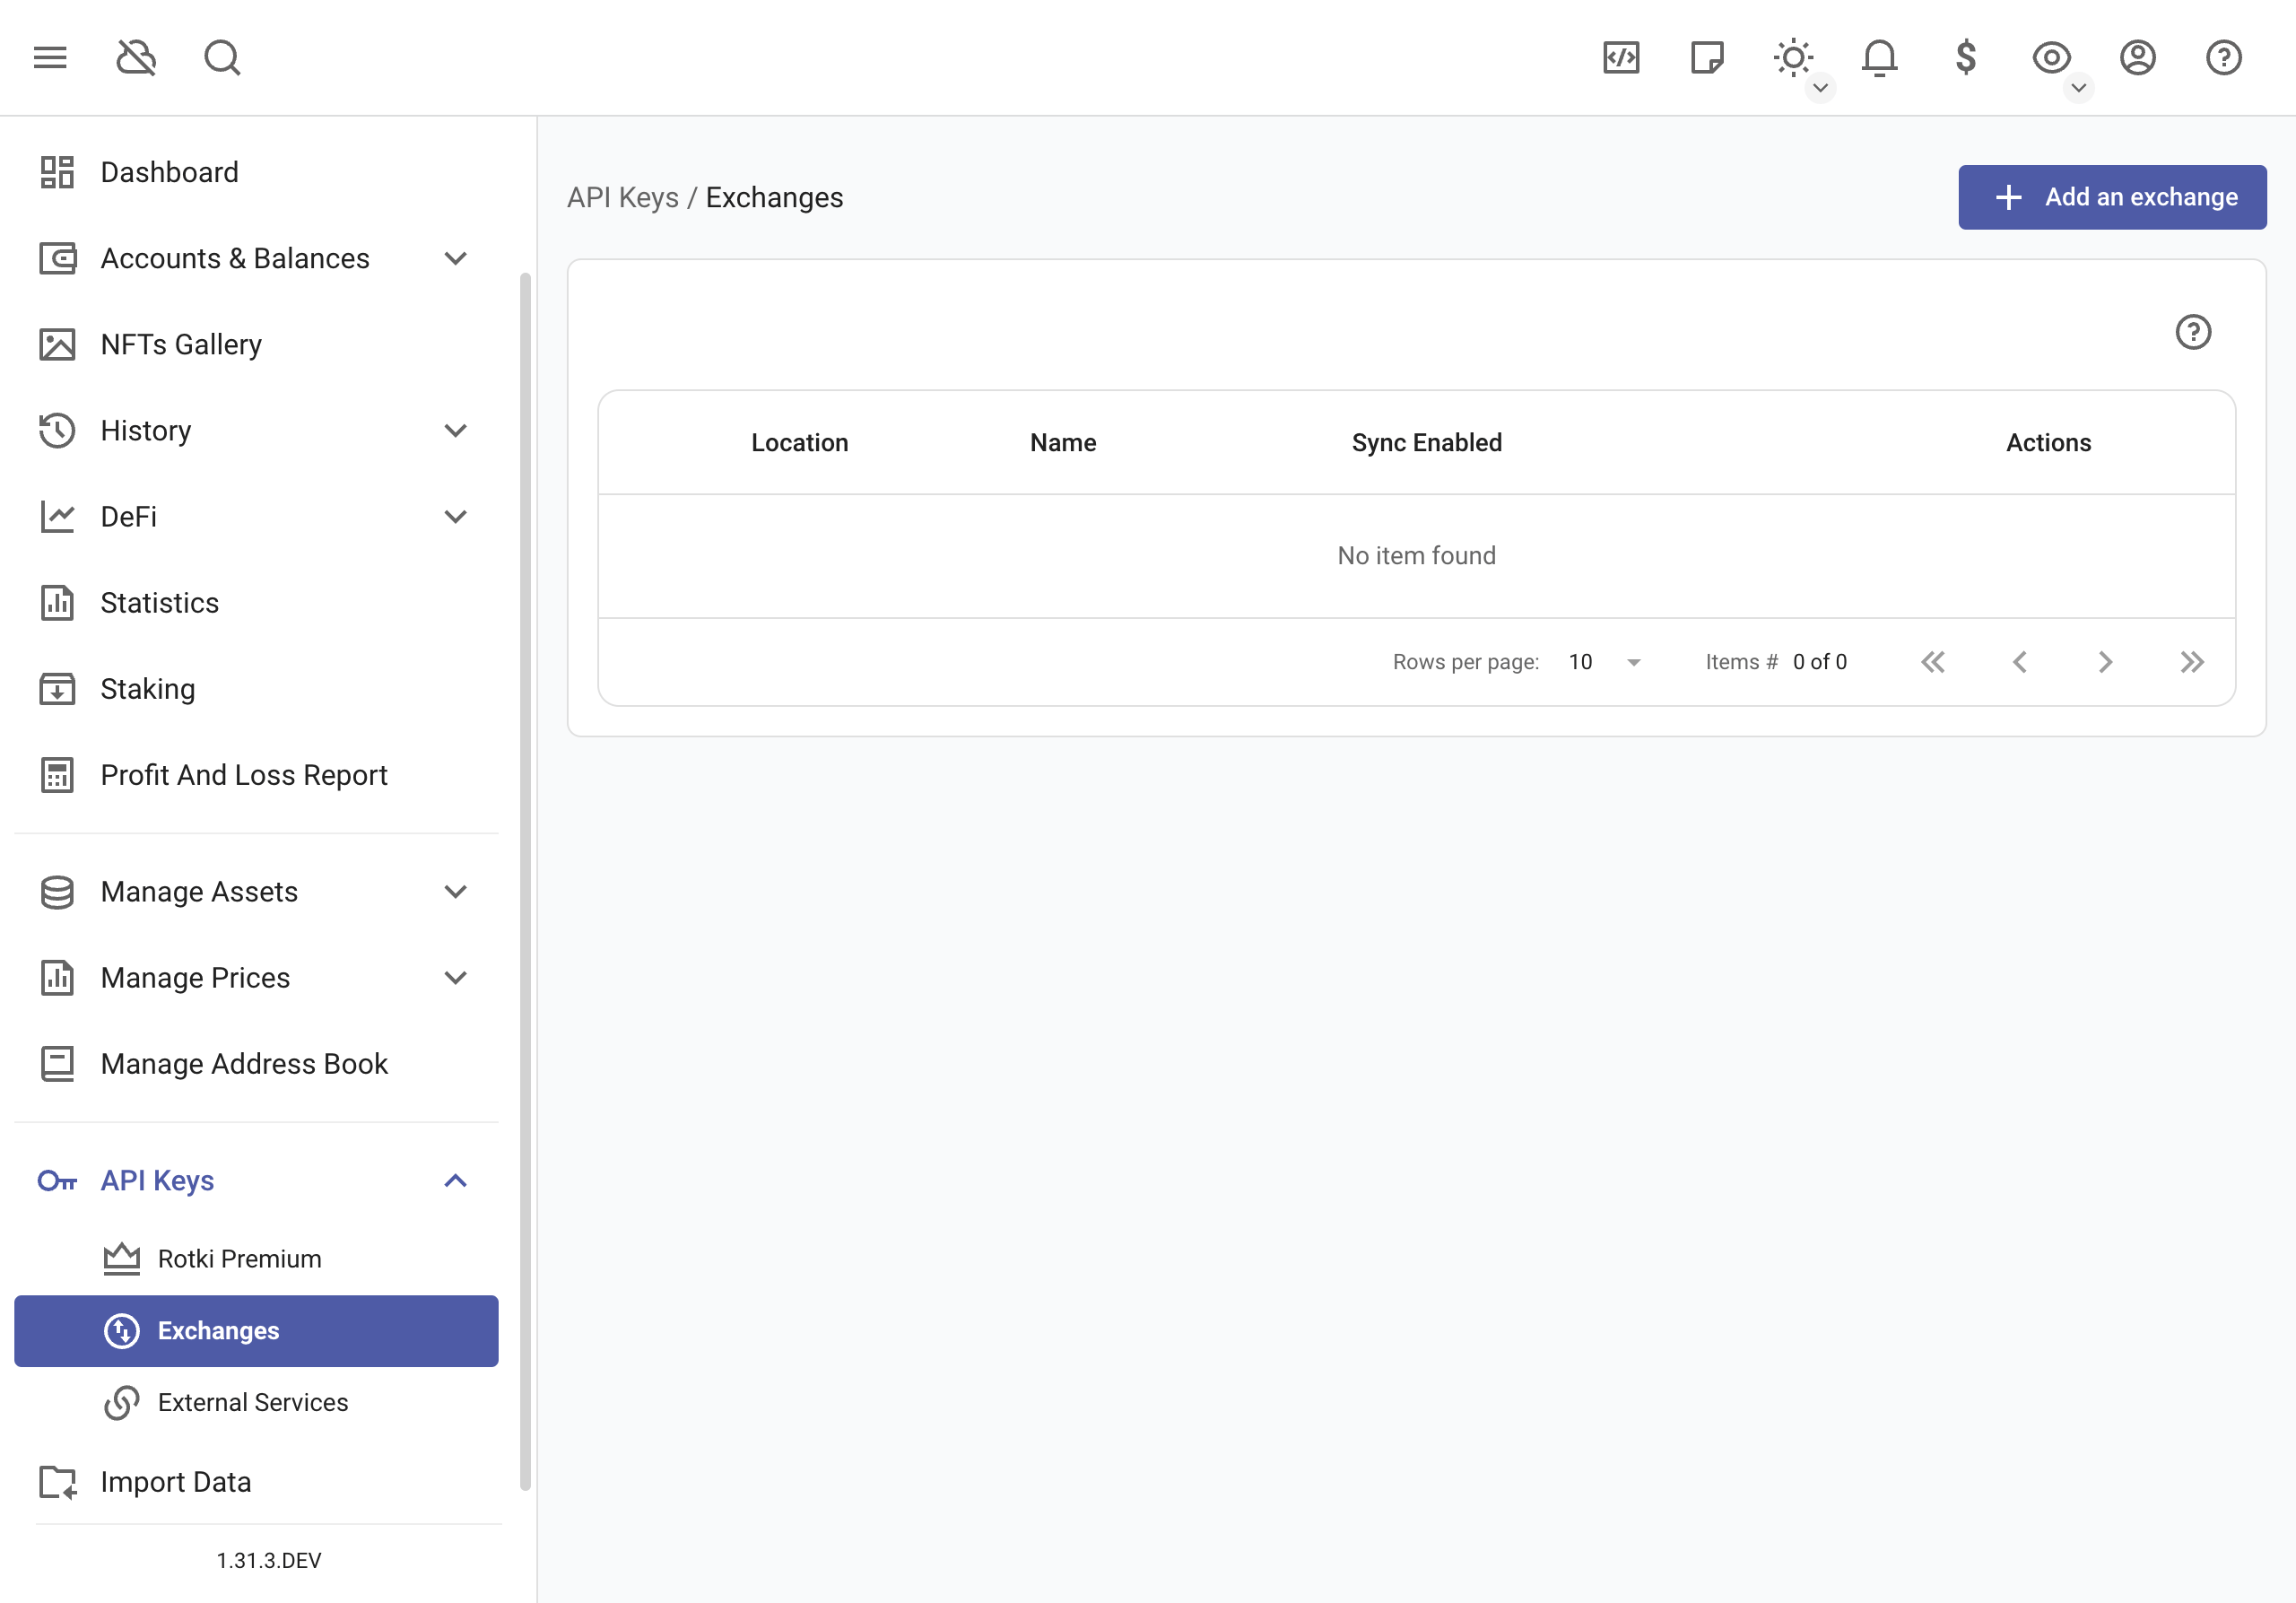 Dashboard
Accounts & Balances
NFTs Gallery
History
DeFi
Statistics
Staking
Profit And Loss Report
Manage Assets
Manage Prices
Manage Address Book
API Keys
Rotki Premium
Exchanges
External Services
Import Data
1.31.3.DEV
API Keys / Exchanges
Add an exchange
Location Name Sync Enabled Actions
No item found
Rows per page: 10 Items # 0 of 0